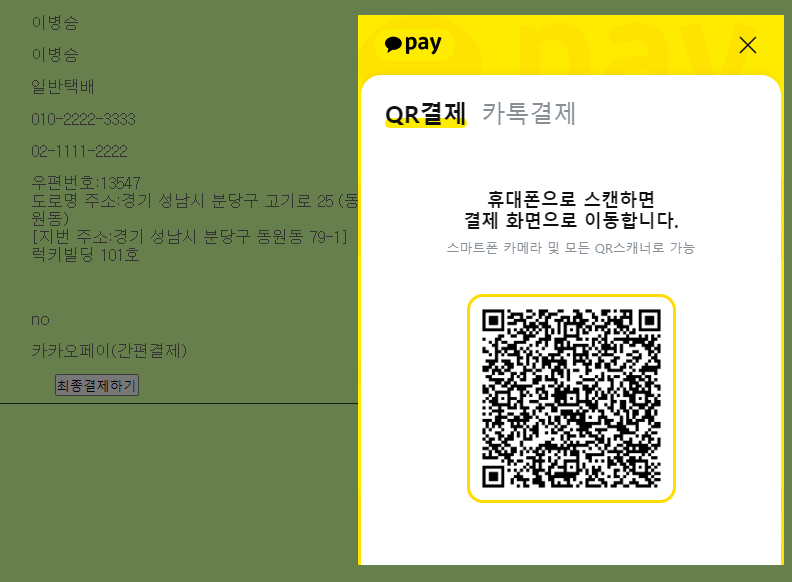 이병승
이병승
일반택배
010-2222-3333
02-1111-2222
우편번호:13547
도로명 주소:경기 성남시 분당구 고기로 25 (동
원동)
[지번 주소:경기 성남시 분당구 동원동 79-1]
럭키빌딩 101호
no
카카오페이(간편결제)
최종결제하기
pay
pay
QR결제 카톡결제
휴대폰으로 스캔하면
결제 화면으로 이동합니다.
스마트폰 카메라 및 모든 QR스캐너로 가능